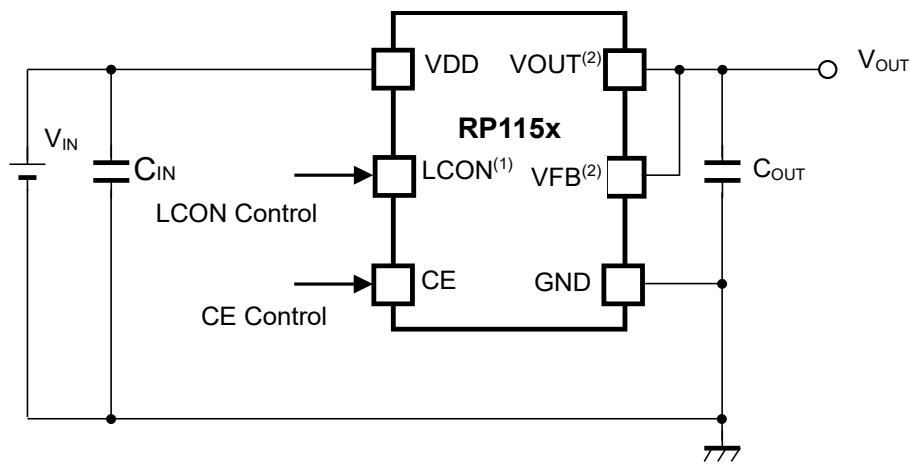 VDD
VOUT(2)
VOUT
RP115x
VIN
CIN
LCON(1)
VFB(2)
COUT
LCON Control
CE
GND
CE Control